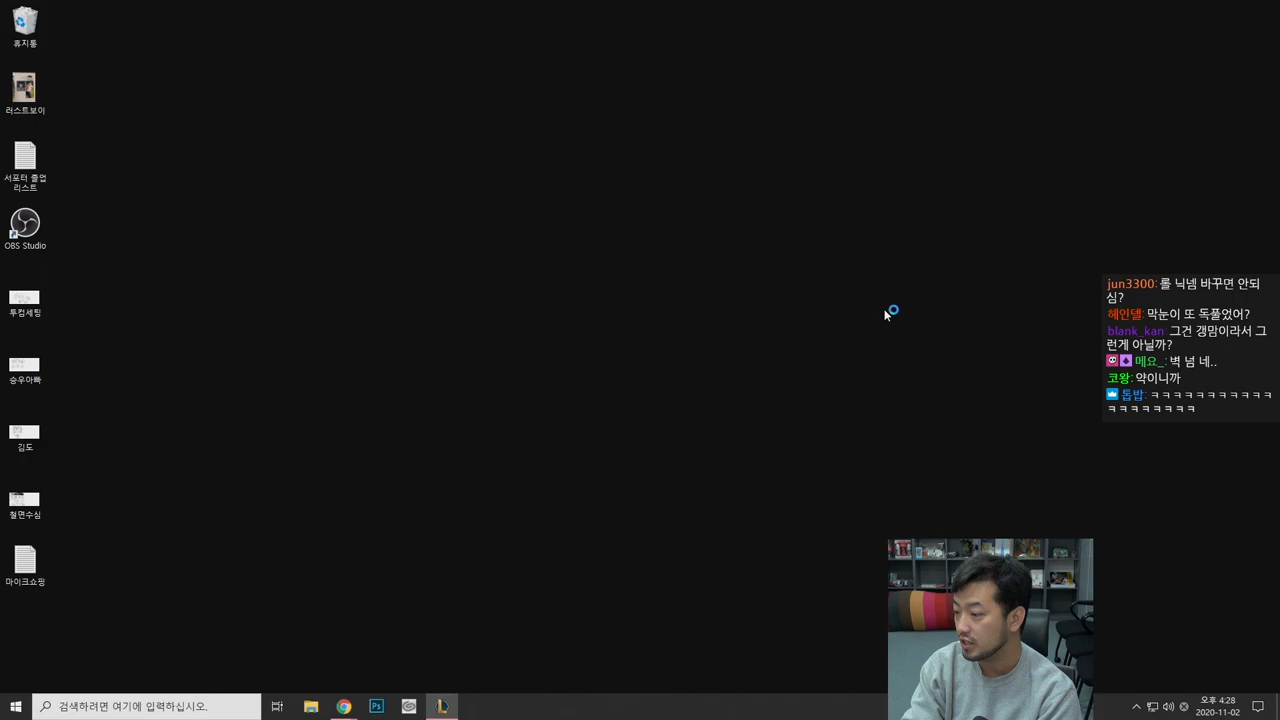 휴지통
러스트보이
서포터 졸업
리스트
OBS Studio
투컴세팅
승우아빠
김도
철면수심
마이크쇼핑
jun3300: 롤 닉넴 바꾸면 안되
심?
헤인델: 막눈이 또 독풀었어?
blank_kan: 그건 갱맘이라서 그
런게 아닐까?
메요_: 벽 넘 네..
코왕: 약이니까
톱밥: ㅋㅋㅋㅋㅋㅋㅋㅋㅋㅋㅋ
ㅋㅋㅋㅋㅋㅋㅋㅋ
검색하려면 여기에 입력하십시오.
Ps
오후 4:28
2020-11-02